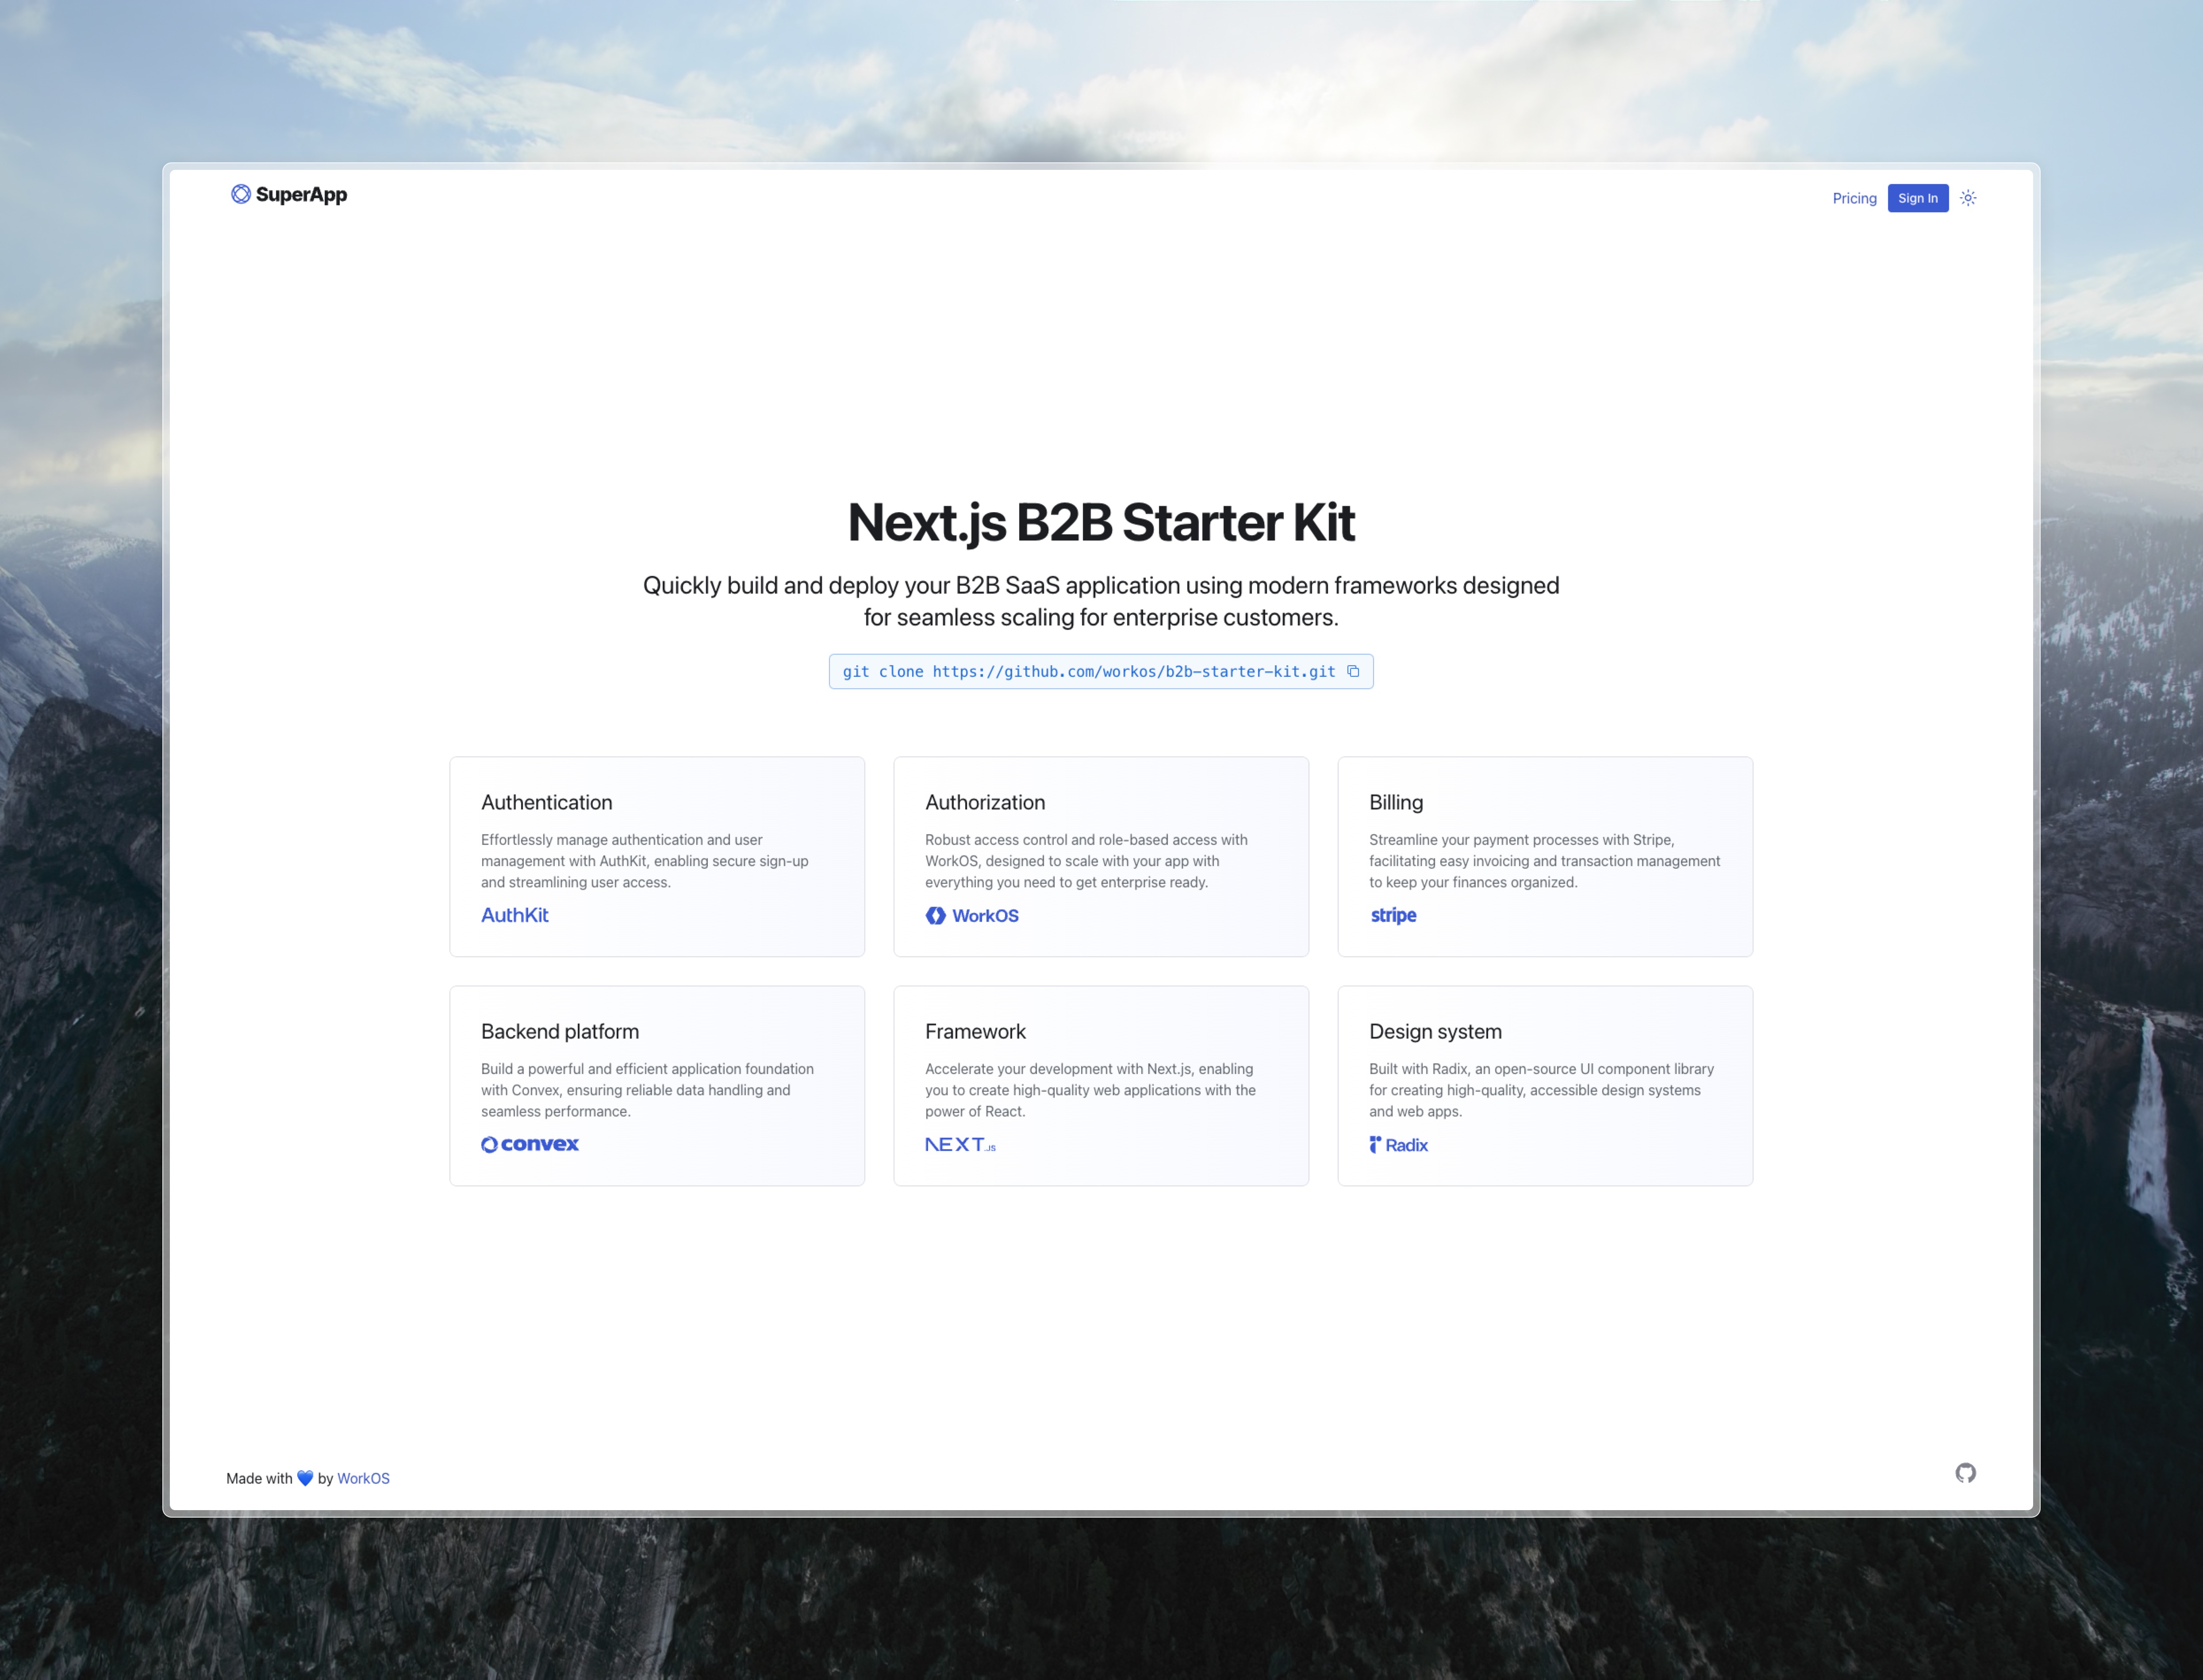 SuperApp
Pricing
Sign In
Next.js B2B Starter Kit
Quickly build and deploy your B2B SaaS application using modern frameworks designed
for seamless scaling for enterprise customers.
git clone https://github.com/workos/b2b-starter-kit.git
Authentication
Effortlessly manage authentication and user
management with AuthKit, enabling secure sign-up
and streamlining user access.
AuthKit
Authorization
Robust access control and role-based access with
WorkOS, designed to scale with your app with
everything you need to get enterprise ready.
WorkOS
Billing
Streamline your payment processes with Stripe,
facilitating easy invoicing and transaction management
to keep your finances organized.
stripe
Backend platform
Build a powerful and efficient application foundation
with Convex, ensuring reliable data handling and
seamless performance.
convex
Framework
Accelerate your development with Next.js, enabling
you to create high-quality web applications with the
power of React.
NEXT.JS
Design system
Built with Radix, an open-source UI component library
for creating high-quality, accessible design systems
and web apps.
Radix
Made with 💙 by WorkOS